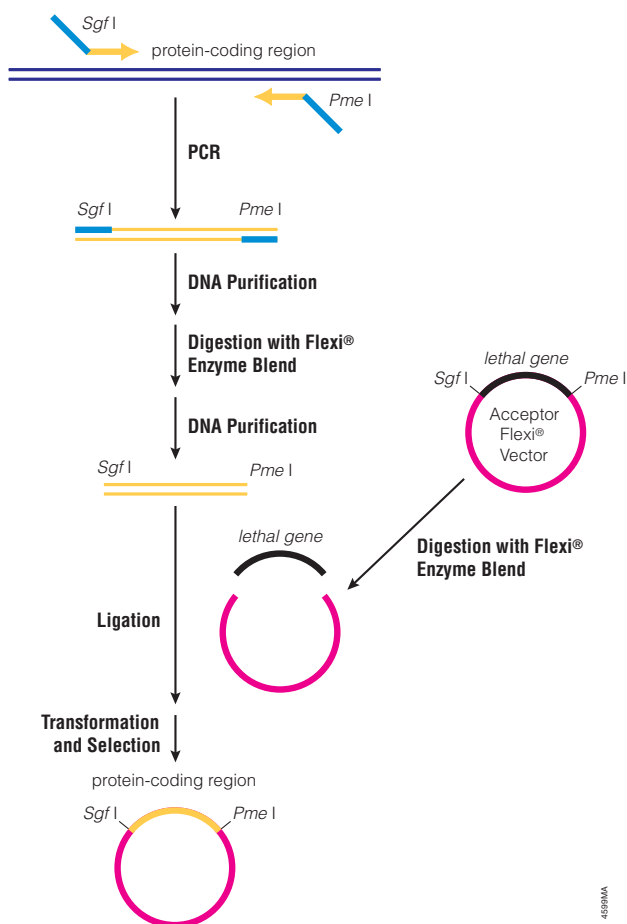 Sgf I
protein-coding region
Pme I
PCR
Sgf I
Pme I
DNA Purification
Digestion with Flexi®
Enzyme Blend
DNA Purification
Sgf I
Pme I
lethal gene
Sgf I
Pme I
Acceptor
Flexi®
Vector
lethal gene
Digestion with Flexi®
Enzyme Blend
Ligation
Transformation
and Selection
protein-coding region
Sgf I
Pme I
4599MA